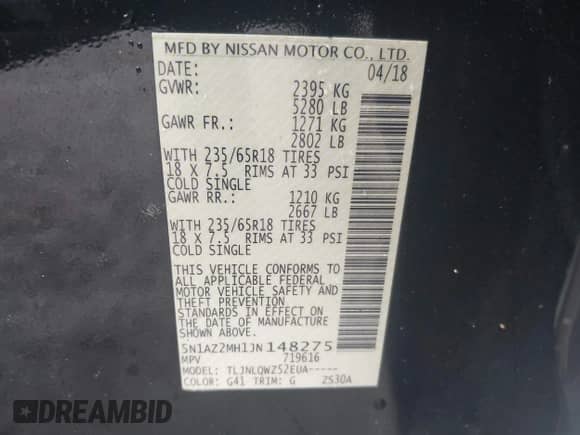 MFD BY NISSAN MOTOR CO., LTD.
DATE: 04/18
GVWR: 2395 KG
5280 LB
GAWR FR.: 1271 KG
2802 LB
WITH 235/65R18 TIRES
18 X 7.5 RIMS AT 33 PSI
COLD SINGLE
GAWR RR.: 1210 KG
2667 LB
WITH 235/65R18 TIRES
18 X 7.5 RIMS AT 33 PSI
COLD SINGLE
THIS VEHICLE CONFORMS TO
ALL APPLICABLE FEDERAL
MOTOR VEHICLE SAFETY AND
THEFT PREVENTION
STANDARDS IN EFFECT ON
THE DATE OF MANUFACTURE
SHOWN ABOVE.
5N1AZ2MH1JN148275
MPV 719616
MODEL: TLJNLQWZ52EUA-----
COLOR: G41 TRIM: G 2S30A
DREAMBID
.com